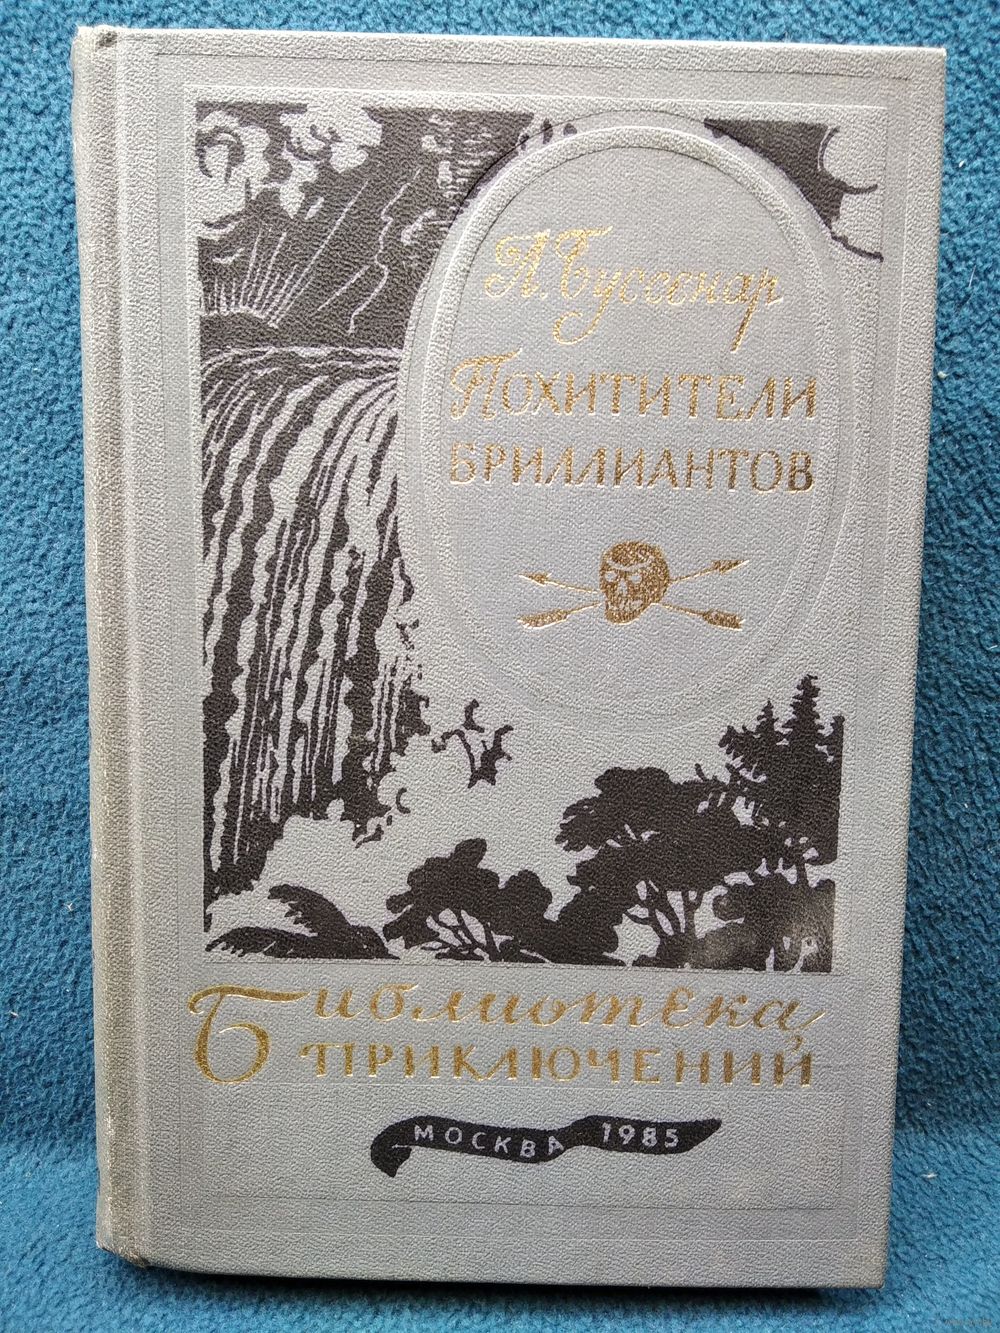 Л. Буссенар
ПОХИТИТЕЛИ
БРИЛЛИАНТОВ
Библиотека
ПРИКЛЮЧЕНИЙ
МОСКВА 1985